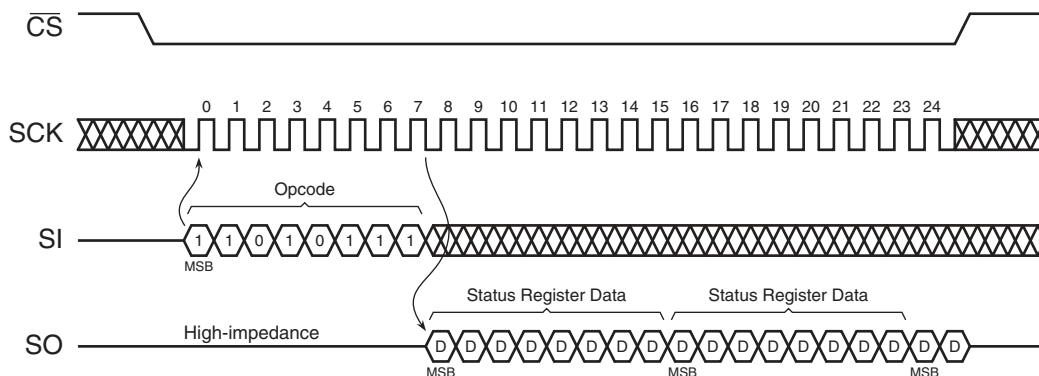 CS
SCK
0 1 2 3 4 5 6 7 8 9 10 11 12 13 14 15 16 17 18 19 20 21 22 23 24
Opcode
SI
1 1 0 1 0 1 1 1
MSB
Status Register Data Status Register Data
SO
High-impedance
D D D D D D D D D D D D D D D D D D
MSB MSB MSB